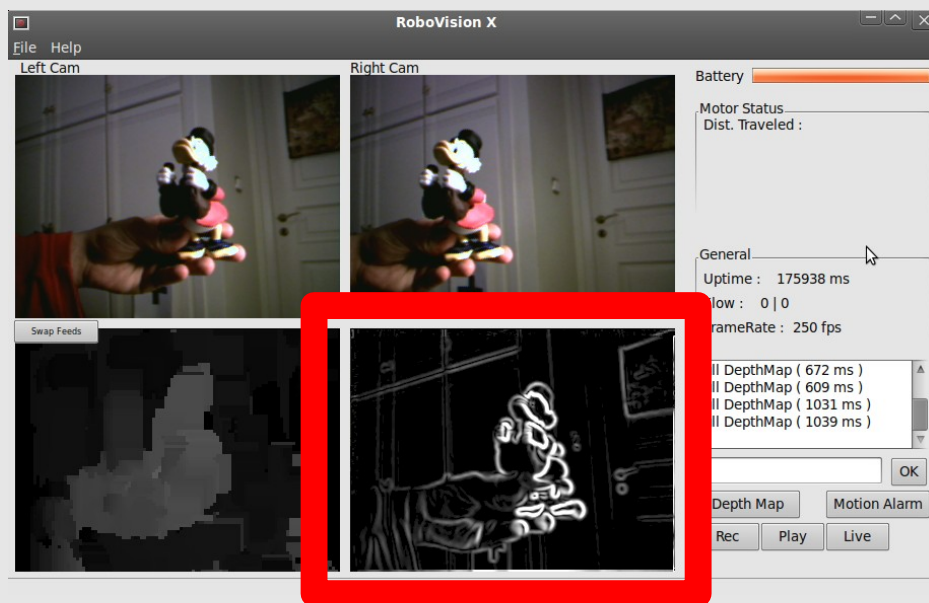 RoboVision X
File Help
Left Cam
Right Cam
Battery
Motor Status
Dist. Traveled :
General
Uptime : 175938 ms
0 | 0
FrameRate : 250 fps
Swap Feeds
DepthMap ( 672 ms )
DepthMap ( 609 ms )
DepthMap ( 1031 ms )
DepthMap ( 1039 ms )
OK
Depth Map
Motion Alarm
Rec
Play
Live